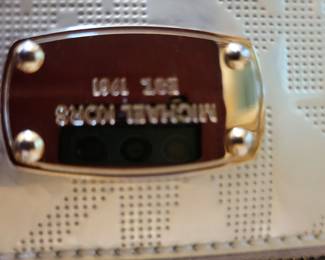 MICHAEL KORS
EST. 1981